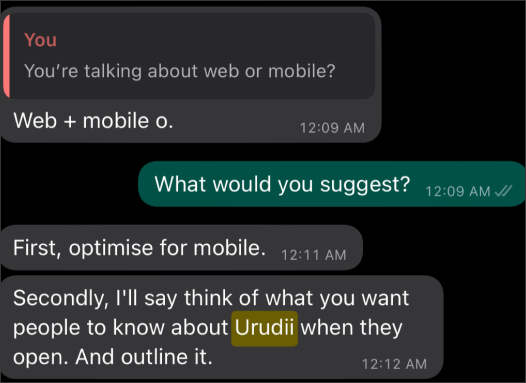 You
You’re talking about web or mobile?
Web + mobile o.
12:09 AM
What would you suggest?
12:09 AM
First, optimise for mobile.
12:11 AM
Secondly, I'll say think of what you want
people to know about Urudii when they
open. And outline it.
12:12 AM